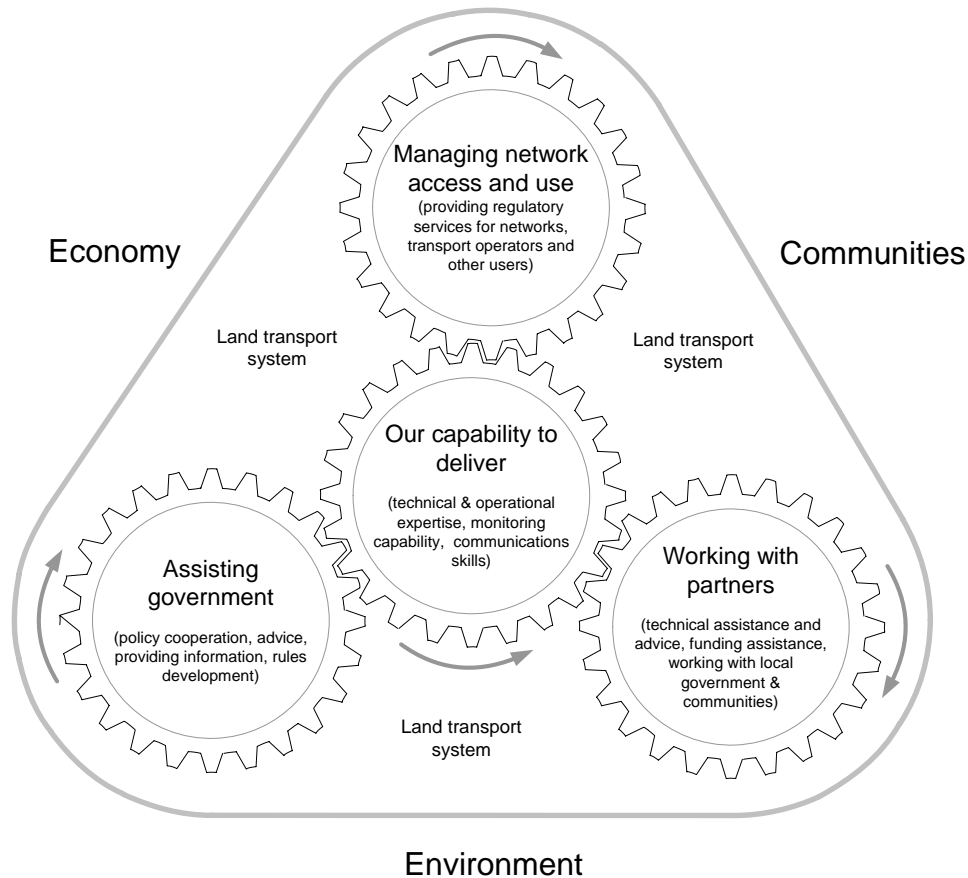 Managing network
access and use
(providing regulatory
services for networks,
transport operators and
other users)
Economy
Communities
Land transport
system
Land transport
system
Our capability to
deliver
(technical & operational
expertise, monitoring
capability, communications
skills)
Assisting
government
(policy cooperation, advice,
providing information, rules
development)
Working with
partners
(technical assistance and
advice, funding assistance,
working with local
government &
communities)
Land transport
system
Environment